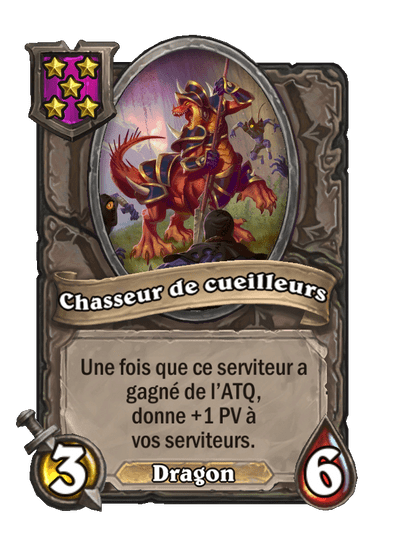 Chasseur de cueilleurs
Une fois que ce serviteur a
gagné de l'ATQ,
donne +1 PV à
vos serviteurs.
3
Dragon
6